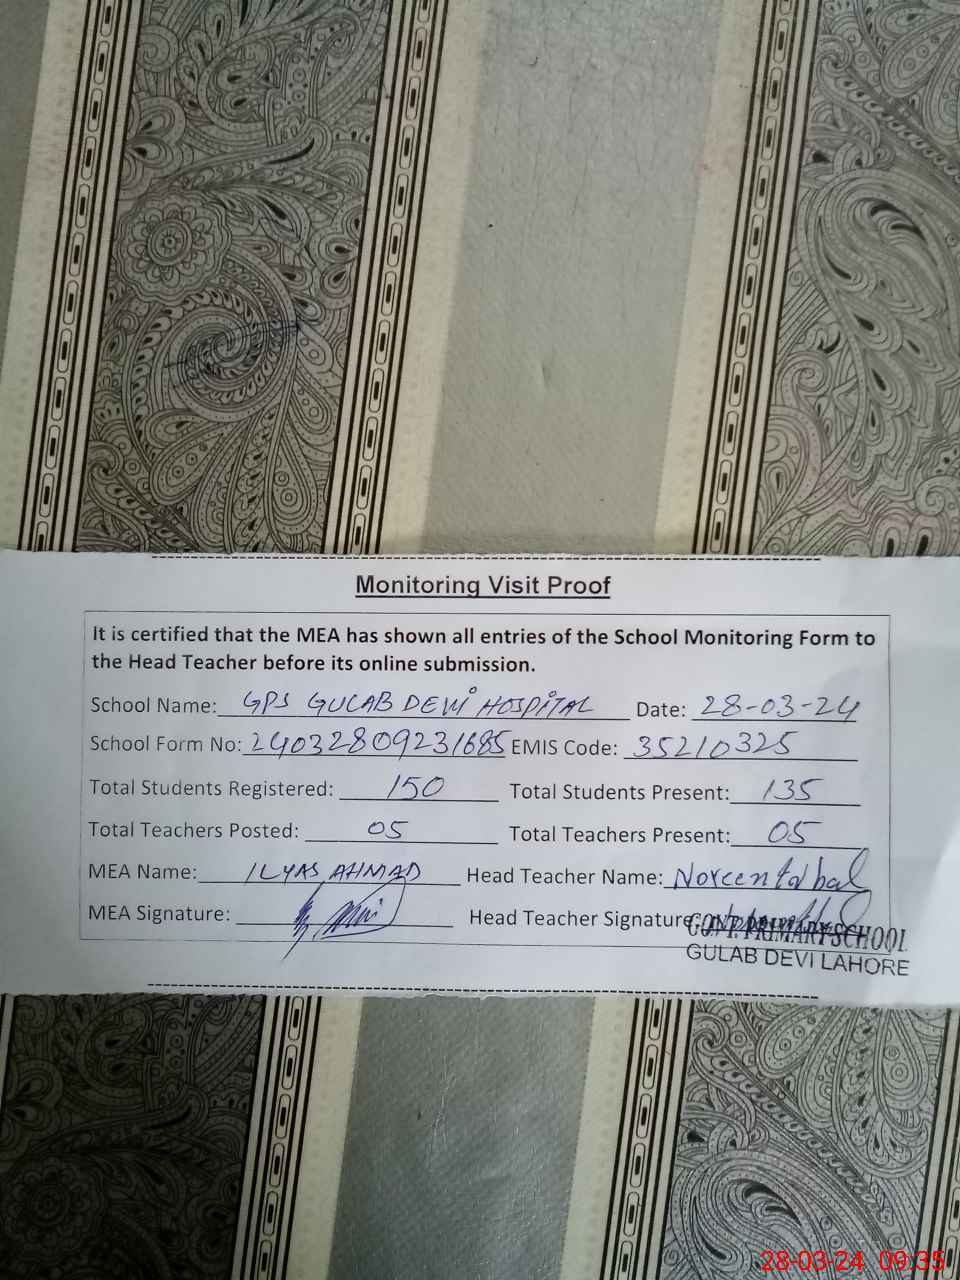 Monitoring Visit Proof
It is certified that the MEA has shown all entries of the School Monitoring Form to
the Head Teacher before its online submission.
School Name: GPS GULAB DEVI HOSPITAL Date: 28-03-24
School Form No: 24032809231685 EMIS Code: 35210325
Total Students Registered: 150 Total Students Present: 135
Total Teachers Posted: 05 Total Teachers Present: 05
MEA Name: ILYAS AHMAD Head Teacher Name:
MEA Signature: Head Teacher Signature:
GOVT. PRIMARY SCHOOL
GULAB DEVI LAHORE
28-03-24 09:35